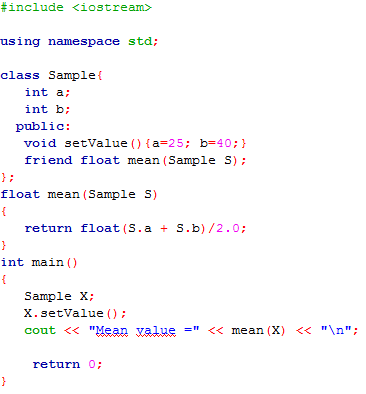 #include <iostream>
using namespace std;
class Sample{
int a;
int b;
public:
void setValue(){a=25; b=40;}
friend float mean(Sample S);
};
float mean(Sample S)
{
return float(S.a + S.b)/2.0;
}
int main()
{
Sample X;
X.setValue();
cout << "Mean value =" << mean(X) << "\n";
return 0;
}